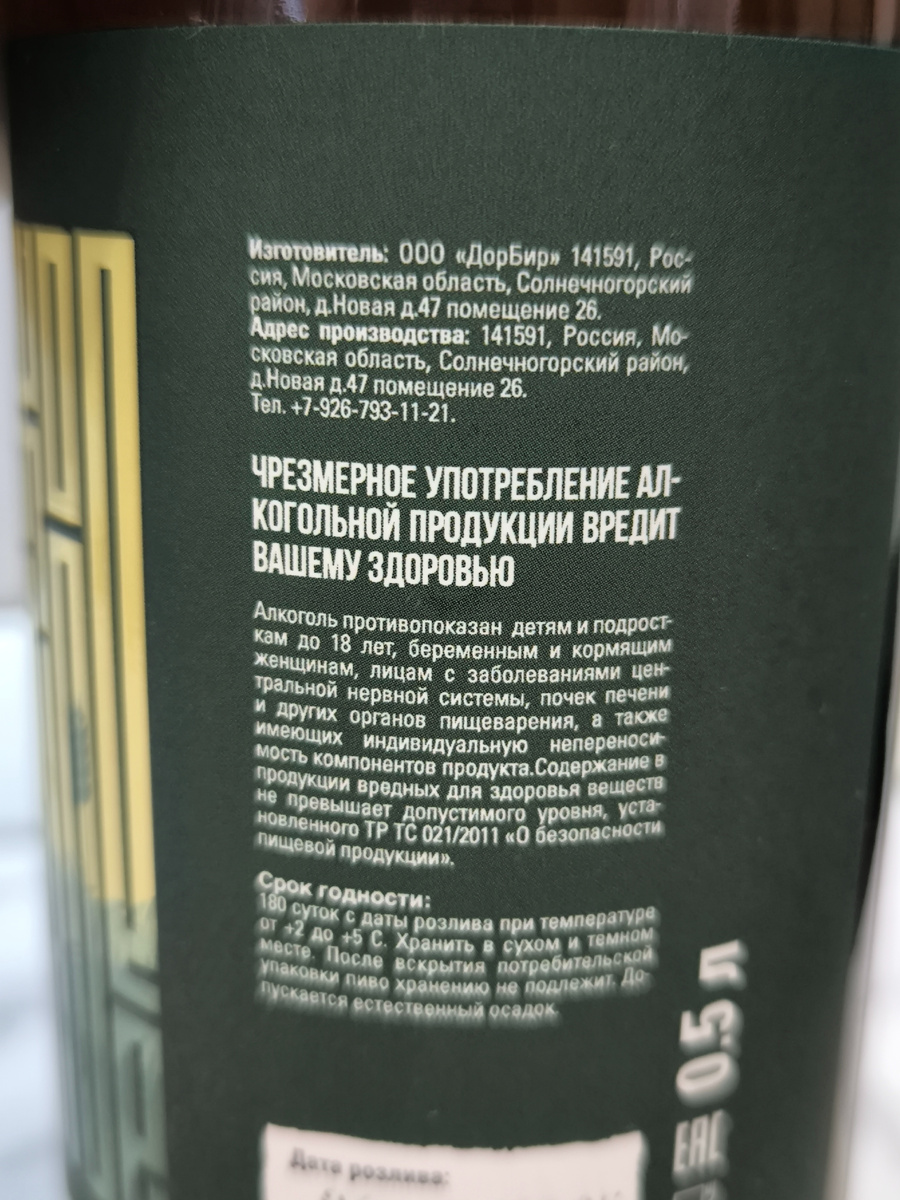 Изготовитель: ООО «ДорБир» 141591, Рос-
сия, Московская область, Солнечногорский
район, д.Новая д.47 помещение 26.
Адрес производства: 141591, Россия, Мо-
сковская область, Солнечногорский район,
д.Новая д.47 помещение 26.
Тел. +7-926-793-11-21.
ЧРЕЗМЕРНОЕ УПОТРЕБЛЕНИЕ АЛ-
КОГОЛЬНОЙ ПРОДУКЦИИ ВРЕДИТ
ВАШЕМУ ЗДОРОВЬЮ
Алкоголь противопоказан детям и подрост-
кам до 18 лет, беременным и кормящим
женщинам, лицам с заболеваниями цен-
тральной нервной системы, почек печени
и других органов пищеварения, а также
имеющих индивидуальную непереноси-
мость компонентов продукта.Содержание в
продукции вредных для здоровья веществ
не превышает допустимого уровня, уста-
новленного ТР ТС 021/2011 «О безопасности
пищевой продукции».
Срок годности:
180 суток с даты розлива при температуре
от +2 до +5 С. Хранить в сухом и темном
месте. После вскрытия потребительской
упаковки пиво хранению не подлежит. До-
пускается естественный осадок.
0,5 л
EAC
Дата розлива: